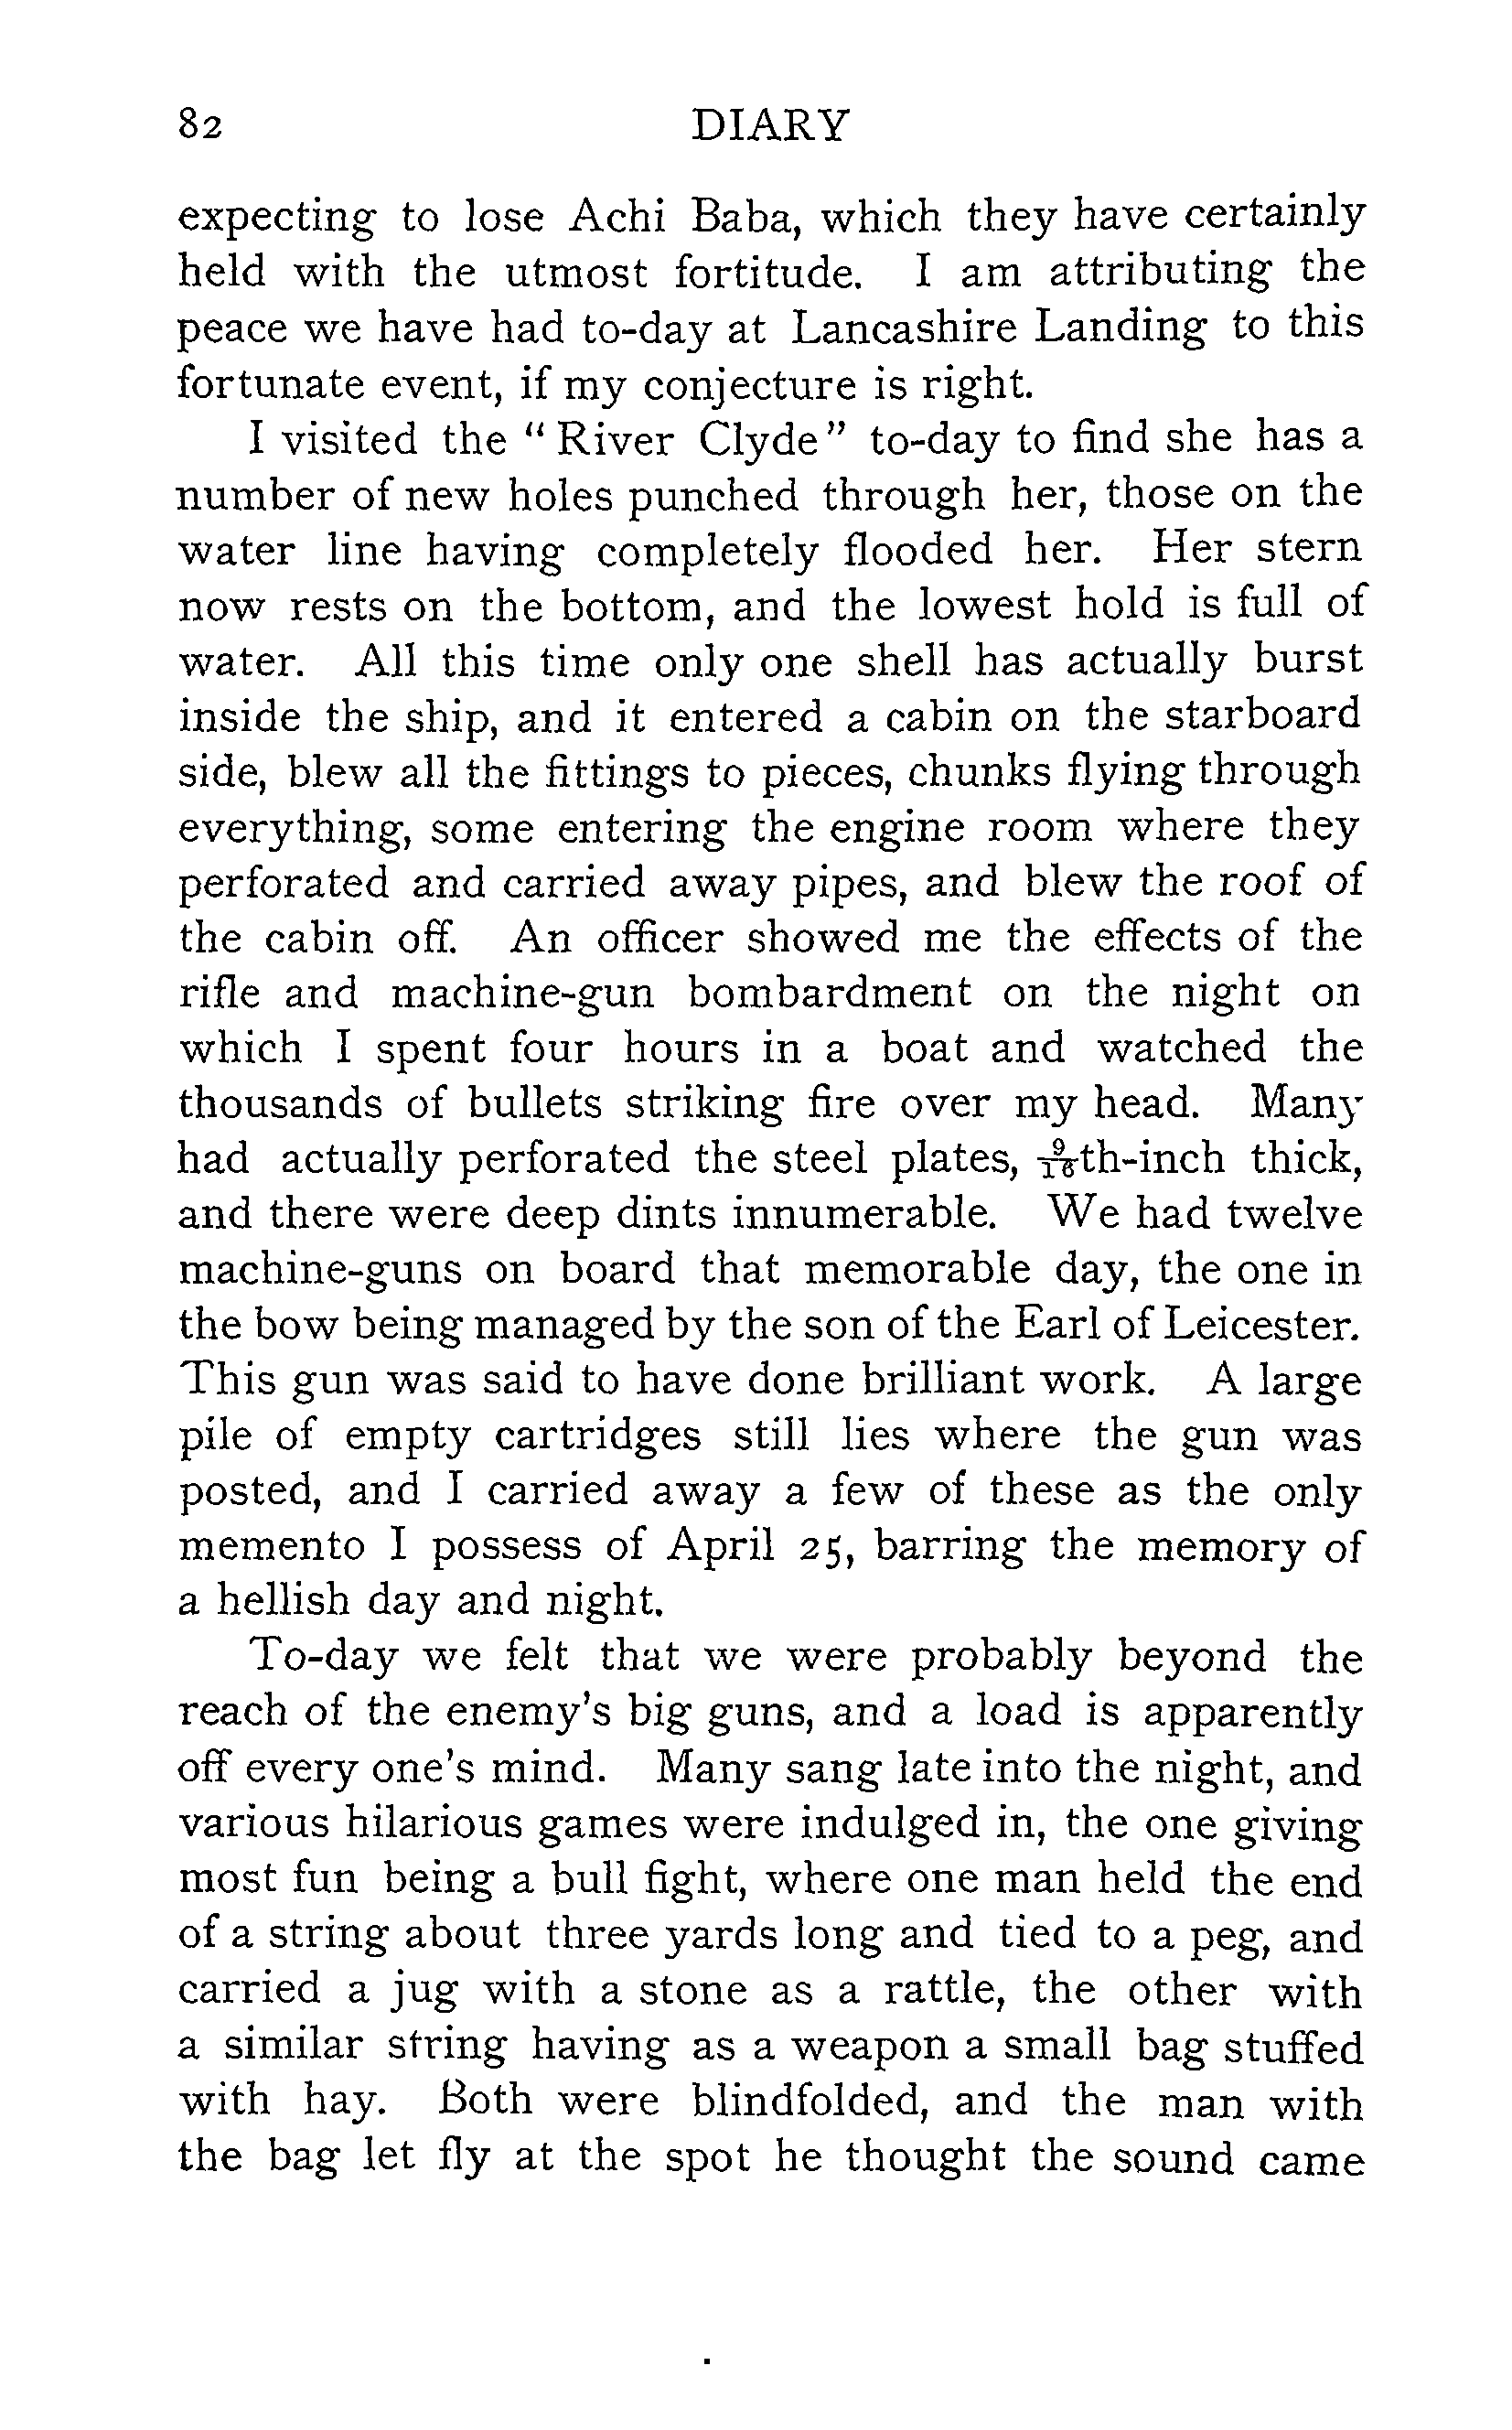 82 DIARY
expecting to lose Achi Baba, which they have certainly
held with the utmost fortitude. I am attributing the
peace we have had to-day at Lancashire Landing to this
fortunate event, if my conjecture is right.
I visited the "River Clyde" to-day to find she has a
number of new holes punched through her, those on the
water line having completely flooded her. Her stern
now rests on the bottom, and the lowest hold is full of
water. All this time only one shell has actually burst
inside the ship, and it entered a cabin on the starboard
side, blew all the fittings to pieces, chunks flying through
everything, some entering the engine room where they
perforated and carried away pipes, and blew the roof of
the cabin off. An officer showed me the effects of the
rifle and machine-gun bombardment on the night on
which I spent four hours in a boat and watched the
thousands of bullets striking fire over my head. Many
had actually perforated the steel plates, 9/16th-inch thick,
and there were deep dints innumerable. We had twelve
machine-guns on board that memorable day, the one in
the bow being managed by the son of the Earl of Leicester.
This gun was said to have done brilliant work. A large
pile of empty cartridges still lies where the gun was
posted, and I carried away a few of these as the only
memento I possess of April 25, barring the memory of
a hellish day and night.
To-day we felt that we were probably beyond the
reach of the enemy's big guns, and a load is apparently
off every one's mind. Many sang late into the night, and
various hilarious games were indulged in, the one giving
most fun being a bull fight, where one man held the end
of a string about three yards long and tied to a peg, and
carried a jug with a stone as a rattle, the other with
a similar string having as a weapon a small bag stuffed
with hay. Both were blindfolded, and the man with
the bag let fly at the spot he thought the sound came